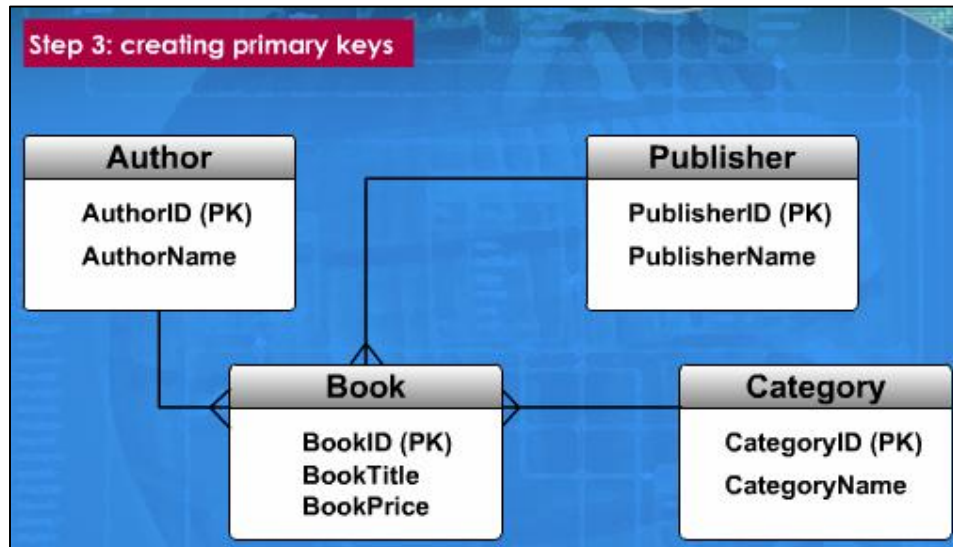 Step 3: creating primary keys
Author
AuthorID (PK)
AuthorName
Publisher
PublisherID (PK)
PublisherName
Book
BookID (PK)
BookTitle
BookPrice
Category
CategoryID (PK)
CategoryName